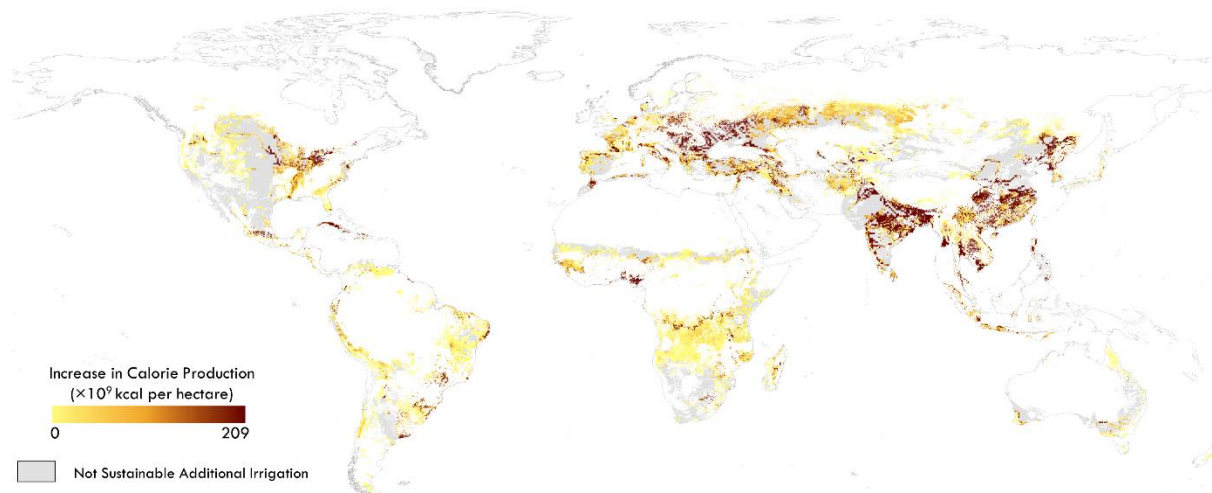 Increase in Calorie Production
(×10⁹ kcal per hectare)
0 209
Not Sustainable Additional Irrigation